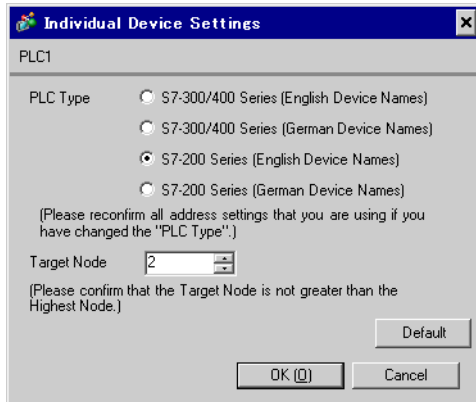 Individual Device Settings
PLC1
PLC Type
S7-300/400 Series (English Device Names)
S7-300/400 Series (German Device Names)
S7-200 Series (English Device Names)
S7-200 Series (German Device Names)
(Please reconfirm all address settings that you are using if you
have changed the "PLC Type".)
Target Node 2
(Please confirm that the Target Node is not greater than the
Highest Node.)
Default
OK (O) Cancel